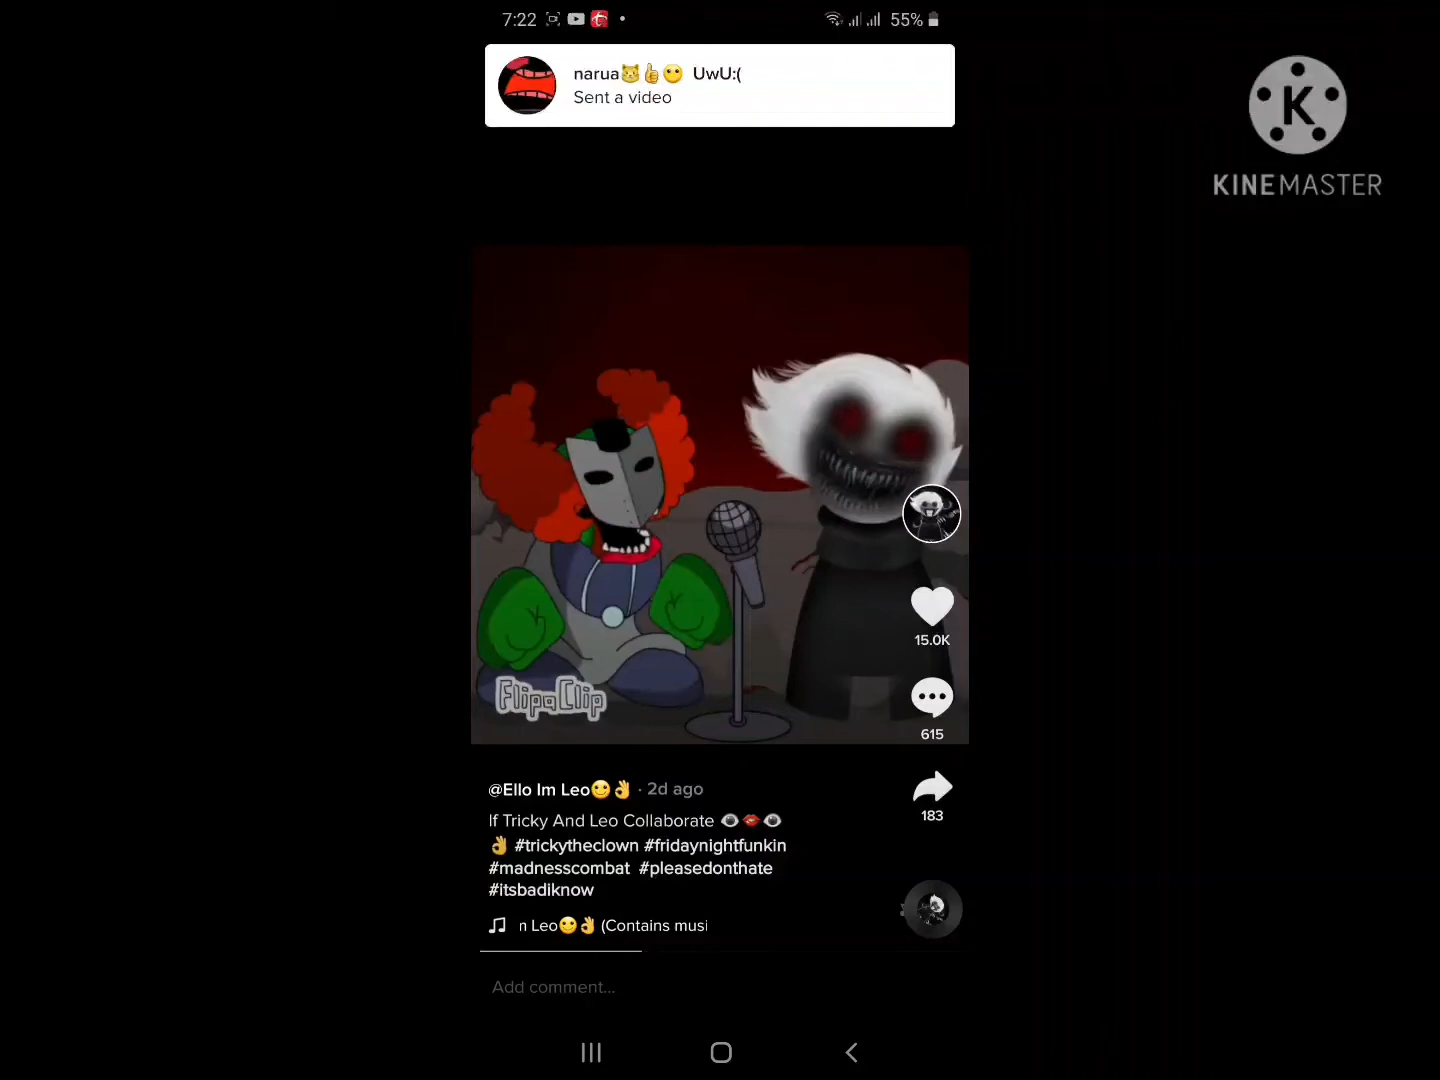 7:22
55%
narua🐱👍😶 UwU:(
Sent a video
K
KINEMASTER
15.0K
FlipaClip
615
@Ello Im Leo🙂👌 · 2d ago
If Tricky And Leo Collaborate 👁️👄👁️
👌 #trickytheclown #fridaynightfunkin
#madnesscombat #pleasedonthate
#itsbadiknow
183
n Leo🙂👌 (Contains musi
Add comment...